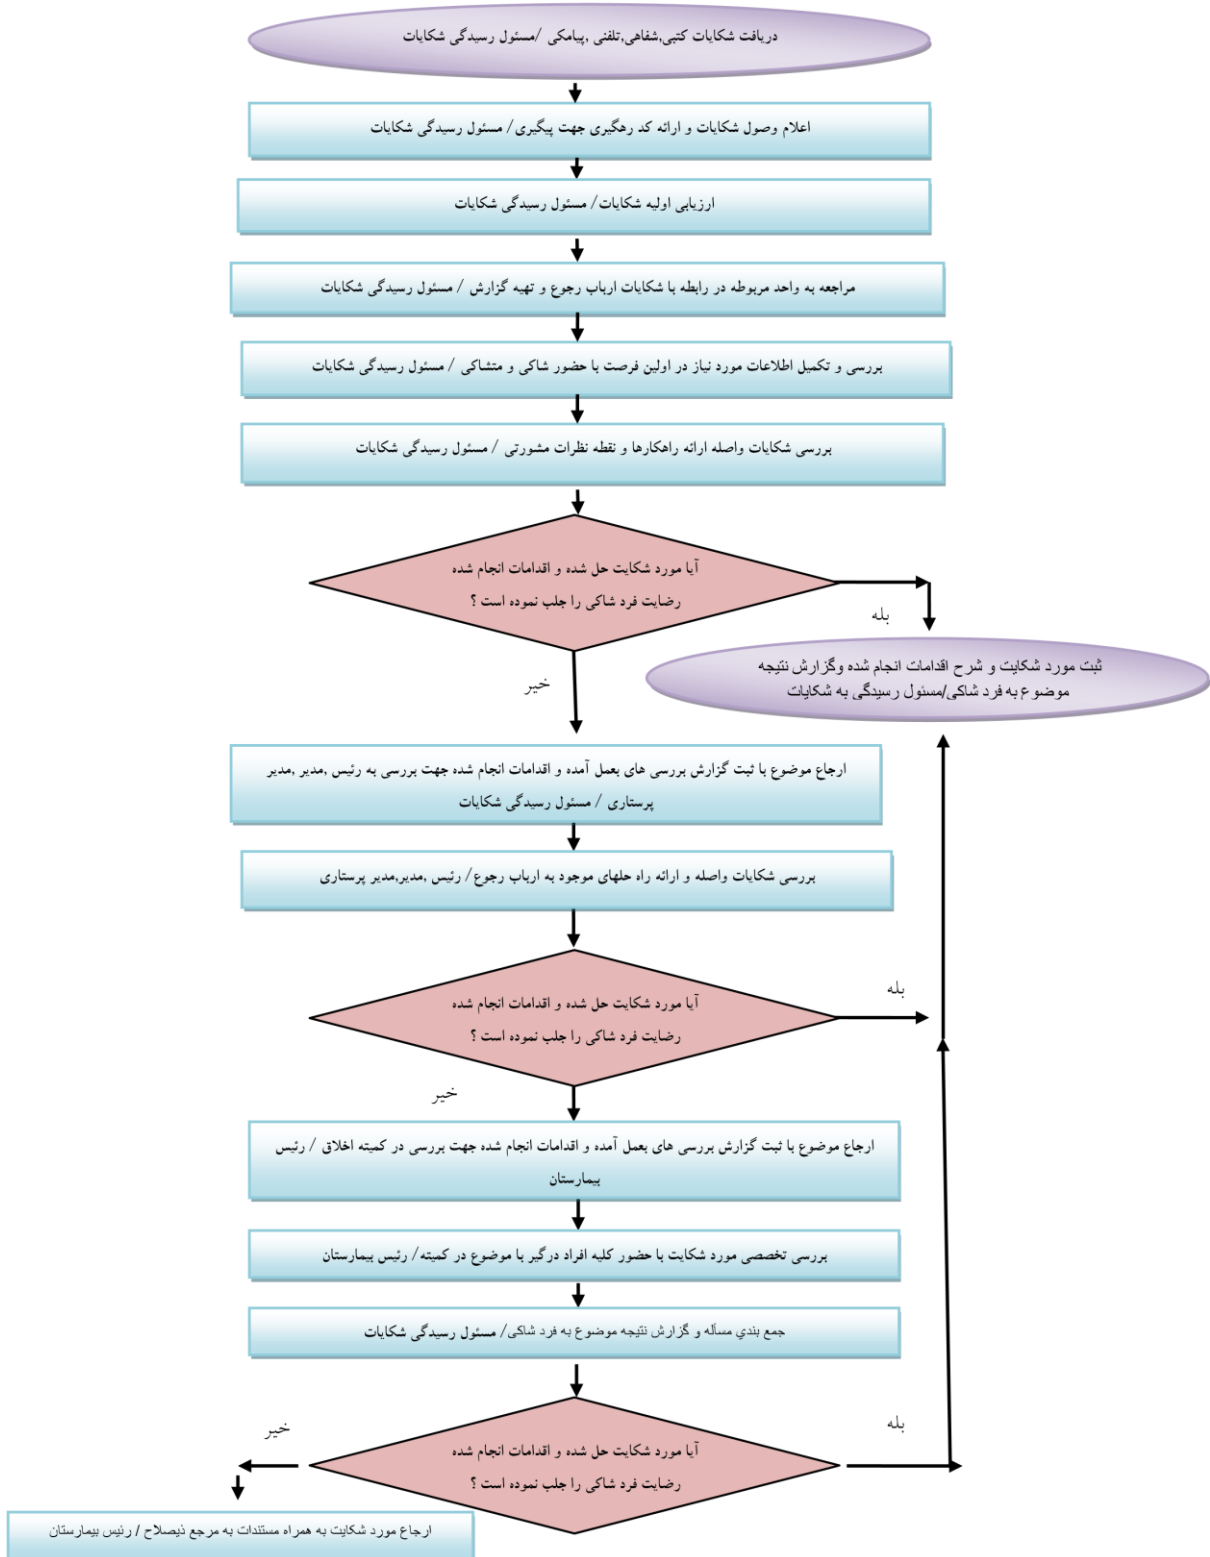 دریافت شکایات کتبی,شفاهی,تلفنی ,پیامکی /مسئول رسیدگی شکایات
اعلام وصول شکایات و ارائه کد رهگیری جهت پیگیری/ مسئول رسیدگی شکایات
ارزیابی اولیه شکایات/ مسئول رسیدگی شکایات
مراجعه به واحد مربوطه در رابطه با شکایات ارباب رجوع و تهیه گزارش / مسئول رسیدگی شکایات
بررسی و تکمیل اطلاعات مورد نیاز در اولین فرصت با حضور شاکی و متشاکی / مسئول رسیدگی شکایات
بررسی شکایات واصله ارائه راهکارها و نقطه نظرات مشورتی / مسئول رسیدگی شکایات
آیا مورد شکایت حل شده و اقدامات انجام شده
رضایت فرد شاکی را جلب نموده است ؟
بله
ثبت مورد شکایت و شرح اقدامات انجام شده وگزارش نتیجه
موضوع به فرد شاکی/مسئول رسیدگی به شکایات
خیر
ارجاع موضوع با ثبت گزارش بررسی های بعمل آمده و اقدامات انجام شده جهت بررسی به رئیس ,مدیر ,مدیر
پرستاری / مسئول رسیدگی شکایات
بررسی شکایات واصله و ارائه راه حلهای موجود به ارباب رجوع/ رئیس ,مدیر,مدیر پرستاری
آیا مورد شکایت حل شده و اقدامات انجام شده
رضایت فرد شاکی را جلب نموده است ؟
بله
خیر
ارجاع موضوع با ثبت گزارش بررسی های بعمل آمده و اقدامات انجام شده جهت بررسی در کمیته اخلاق / رئیس
بیمارستان
بررسی تخصصی مورد شکایت با حضور کلیه افراد درگیر با موضوع در کمیته/ رئیس بیمارستان
جمع بندي مسأله و گزارش نتیجه موضوع به فرد شاکی/ مسئول رسیدگی شکایات
آیا مورد شکایت حل شده و اقدامات انجام شده
رضایت فرد شاکی را جلب نموده است ؟
بله
خیر
ارجاع مورد شکایت به همراه مستندات به مرجع ذیصلاح / رئیس بیمارستان